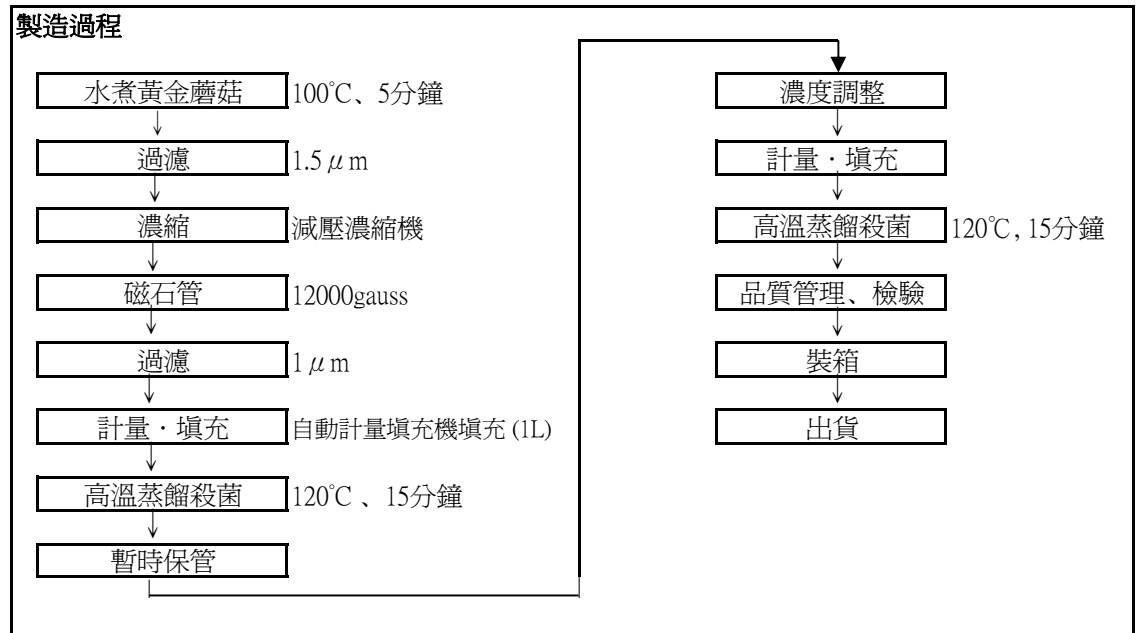 製造過程
水煮黃金蘑菇 100℃、5分鐘
過濾 1.5μm
濃縮 減壓濃縮機
磁石管 12000gauss
過濾 1μm
計量・填充 自動計量填充機填充 (1L)
高溫蒸餾殺菌 120℃、15分鐘
暫時保管
濃度調整
計量・填充
高溫蒸餾殺菌 120℃, 15分鐘
品質管理、檢驗
裝箱
出貨